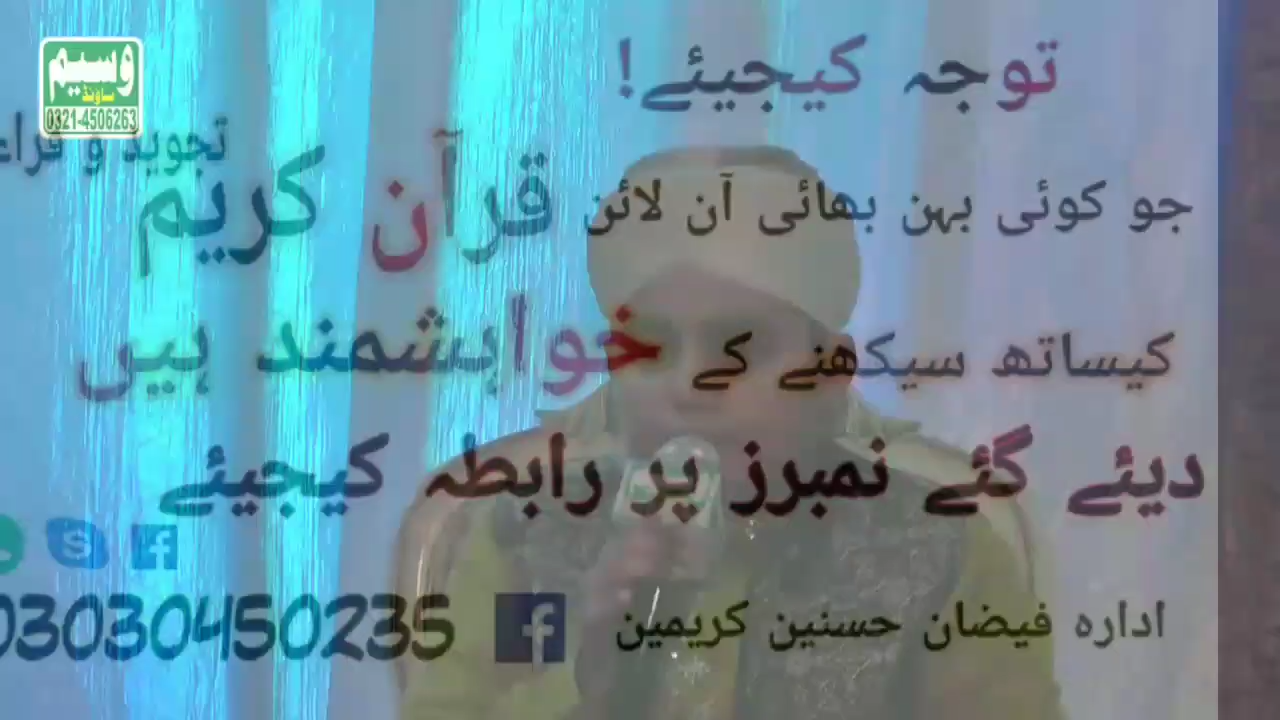 وسیم
ساونڈ
0321-4506263
توجہ کیجیئے!
تجوید و
جو کوئی بہن بھائی آن لائن قرآن کریم
کیساتھ سیکھنے کے خواہشمند ہیں
دیئے گئے نمبرز پر رابطہ کیجیئے
03030450235
ادارہ فیضان حسنین کریمین